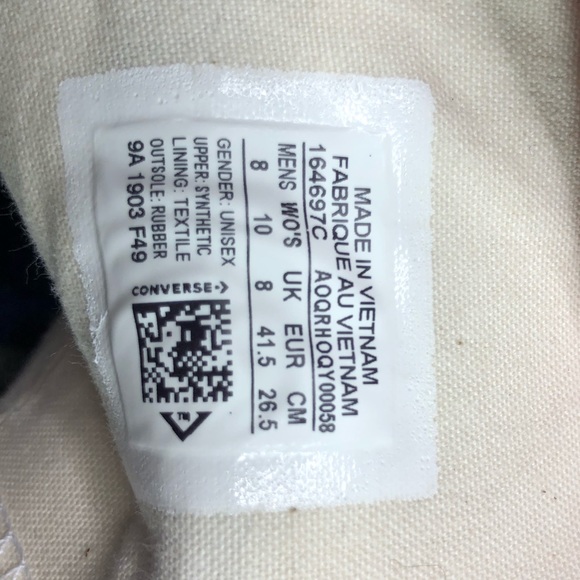 MADE IN VIETNAM
FABRIQUE AU VIETNAM
164697C AOQRHOQY00058
MENS WO'S UK EUR CM
8 10 8 41.5 26.5
GENDER: UNISEX
UPPER: SYNTHETIC
LINING: TEXTILE
OUTSOLE: RUBBER
9A 1903 F49
CONVERSE